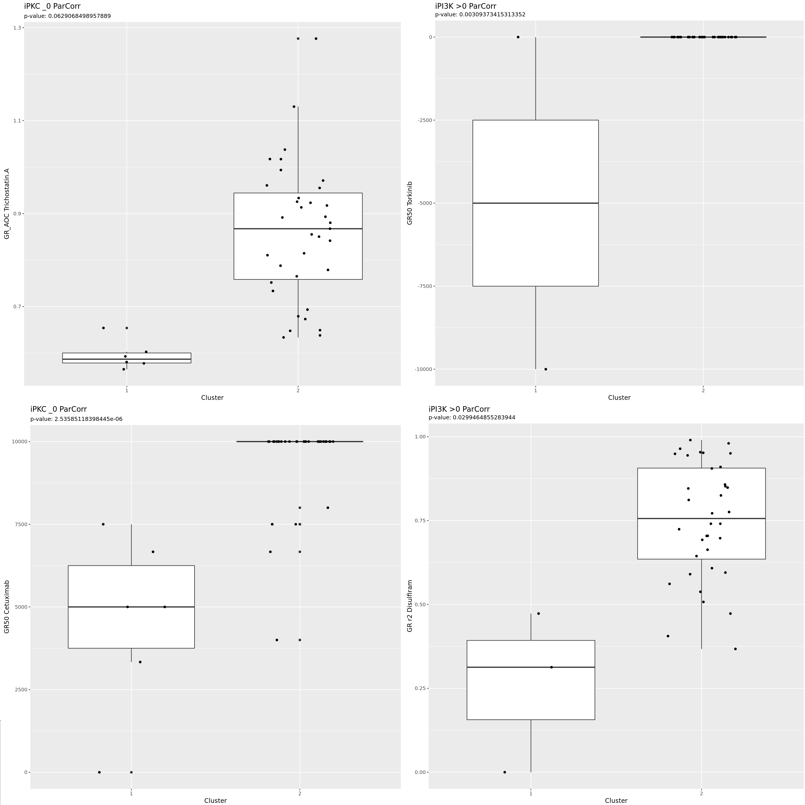 iPKC _0 ParCorr
p-value: 0.0629068498957889
GR_AOC Trichostatin.A
1.3
1.1
0.9
0.7
1
2
Cluster
iPI3K >0 ParCorr
p-value: 0.00309373415313352
GR50 Torkinib
0
-2500
-5000
-7500
-10000
1
2
Cluster
iPKC _0 ParCorr
p-value: 2.53585118398445e-06
GR50 Cetuximab
10000
7500
5000
2500
0
1
2
Cluster
iPI3K >0 ParCorr
p-value: 0.0299464855283944
GR r2 Disulfiram
1.00
0.75
0.50
0.25
0.00
1
2
Cluster